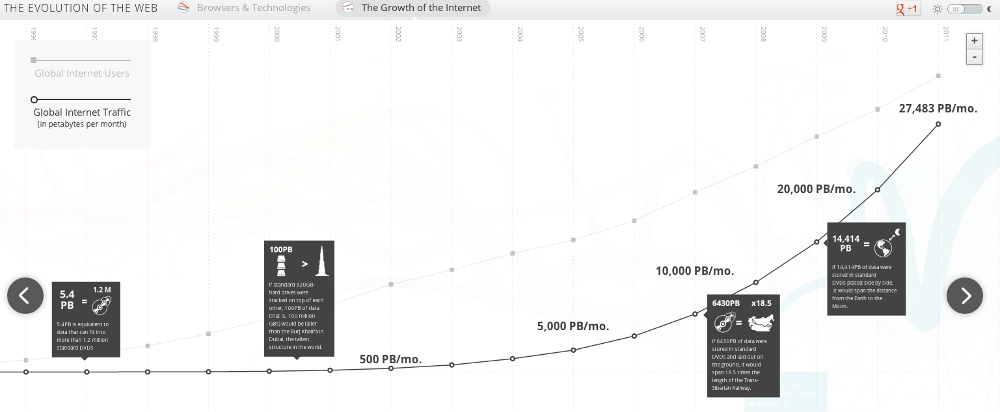 THE EVOLUTION OF THE WEB
Browsers & Technologies
The Growth of the Internet
g +1
1996
1997
1998
1999
2000
2001
2002
2003
2004
2005
2006
2007
2008
2009
2010
2011
+
-
Global Internet Users
Global Internet Traffic
(in petabytes per month)
27,483 PB/mo.
20,000 PB/mo.
10,000 PB/mo.
5,000 PB/mo.
500 PB/mo.
5.4
PB
=
1.2 M
5.4PB is equivalent to
data that can fit into
more than 1.2 million
standard DVDs
100PB
>
If standard 320GB-
hard drives were
stacked on top of each
other, 100PB of data
(that is, 100 million
GBs) would be taller
than the Burj Khalifa in
Dubai, the tallest
structure in the world.
6430PB x18.5
=
If 6430PB of data were
stored in standard
DVDs and laid out on
the ground, it would
span 18.5 times the
length of the Trans-
Siberian Railway.
14,414
PB
=
If 14,414PB of data were
stored in standard
DVDs placed side by side,
it would span the distance
from the Earth to the
Moon.
READ MORE